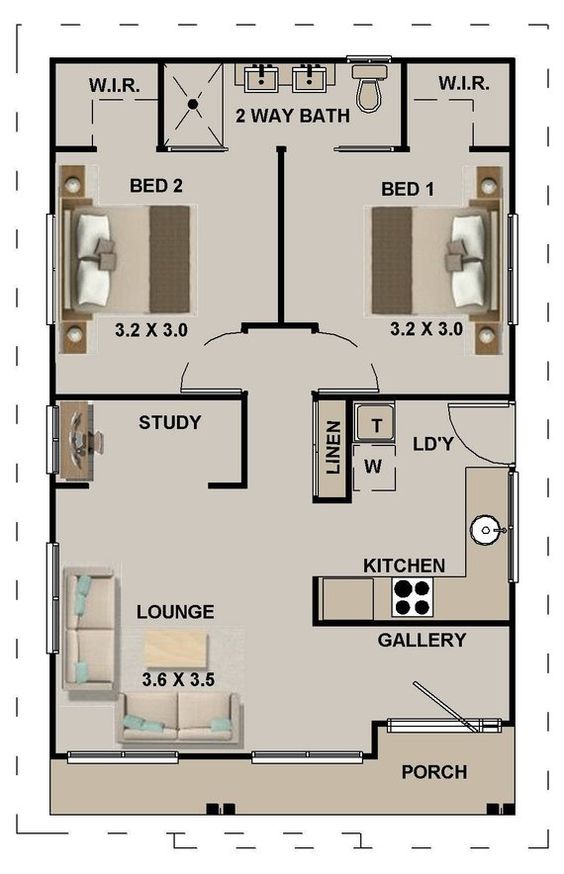 W.I.R.
W.I.R.
2 WAY BATH
BED 2
BED 1
3.2 X 3.0
3.2 X 3.0
STUDY
LINEN
T
LD'Y
W
KITCHEN
LOUNGE
GALLERY
3.6 X 3.5
PORCH